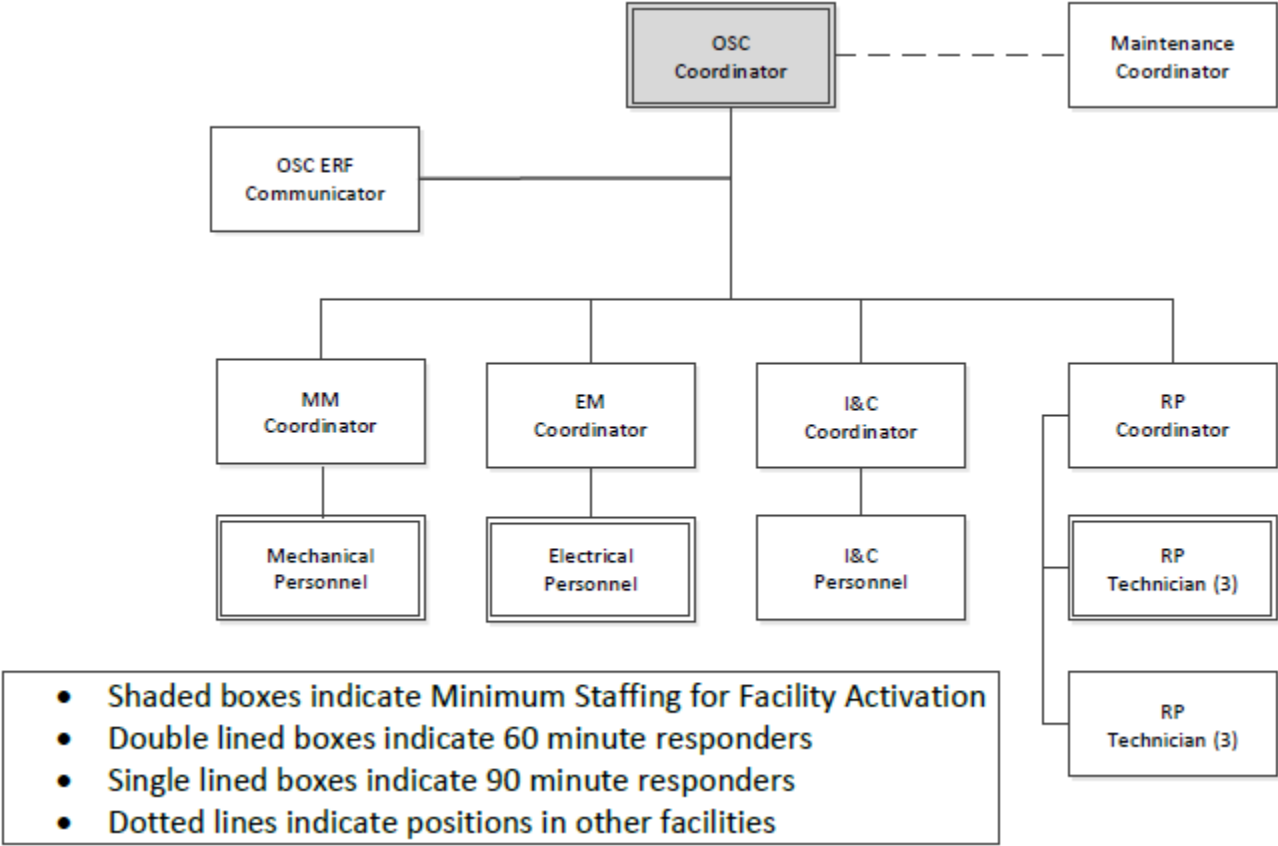 OSC
Coordinator
Maintenance
Coordinator
OSC ERF
Communicator
MM
Coordinator
EM
Coordinator
I&C
Coordinator
RP
Coordinator
Mechanical
Personnel
Electrical
Personnel
I&C
Personnel
RP
Technician (3)
RP
Technician (3)
• Shaded boxes indicate Minimum Staffing for Facility Activation
• Double lined boxes indicate 60 minute responders
• Single lined boxes indicate 90 minute responders
• Dotted lines indicate positions in other facilities